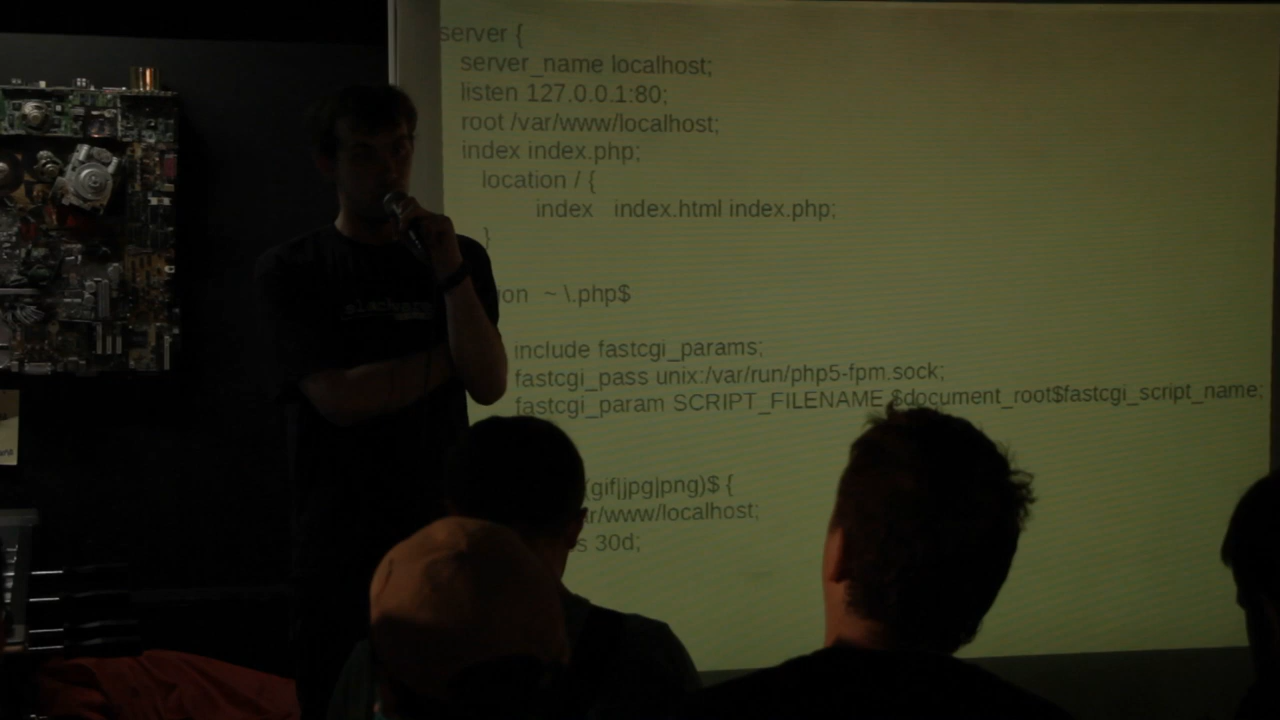 server {
server_name localhost;
listen 127.0.0.1:80;
root /var/www/localhost;
index index.php;
location / {
index index.html index.php;
}
~ \.php$
include fastcgi_params;
fastcgi_pass unix:/var/run/php5-fpm.sock;
fastcgi_param SCRIPT_FILENAME $document_root$fastcgi_script_name;
(gif|jpg|png)$ {
/www/localhost;
30d;
slackware